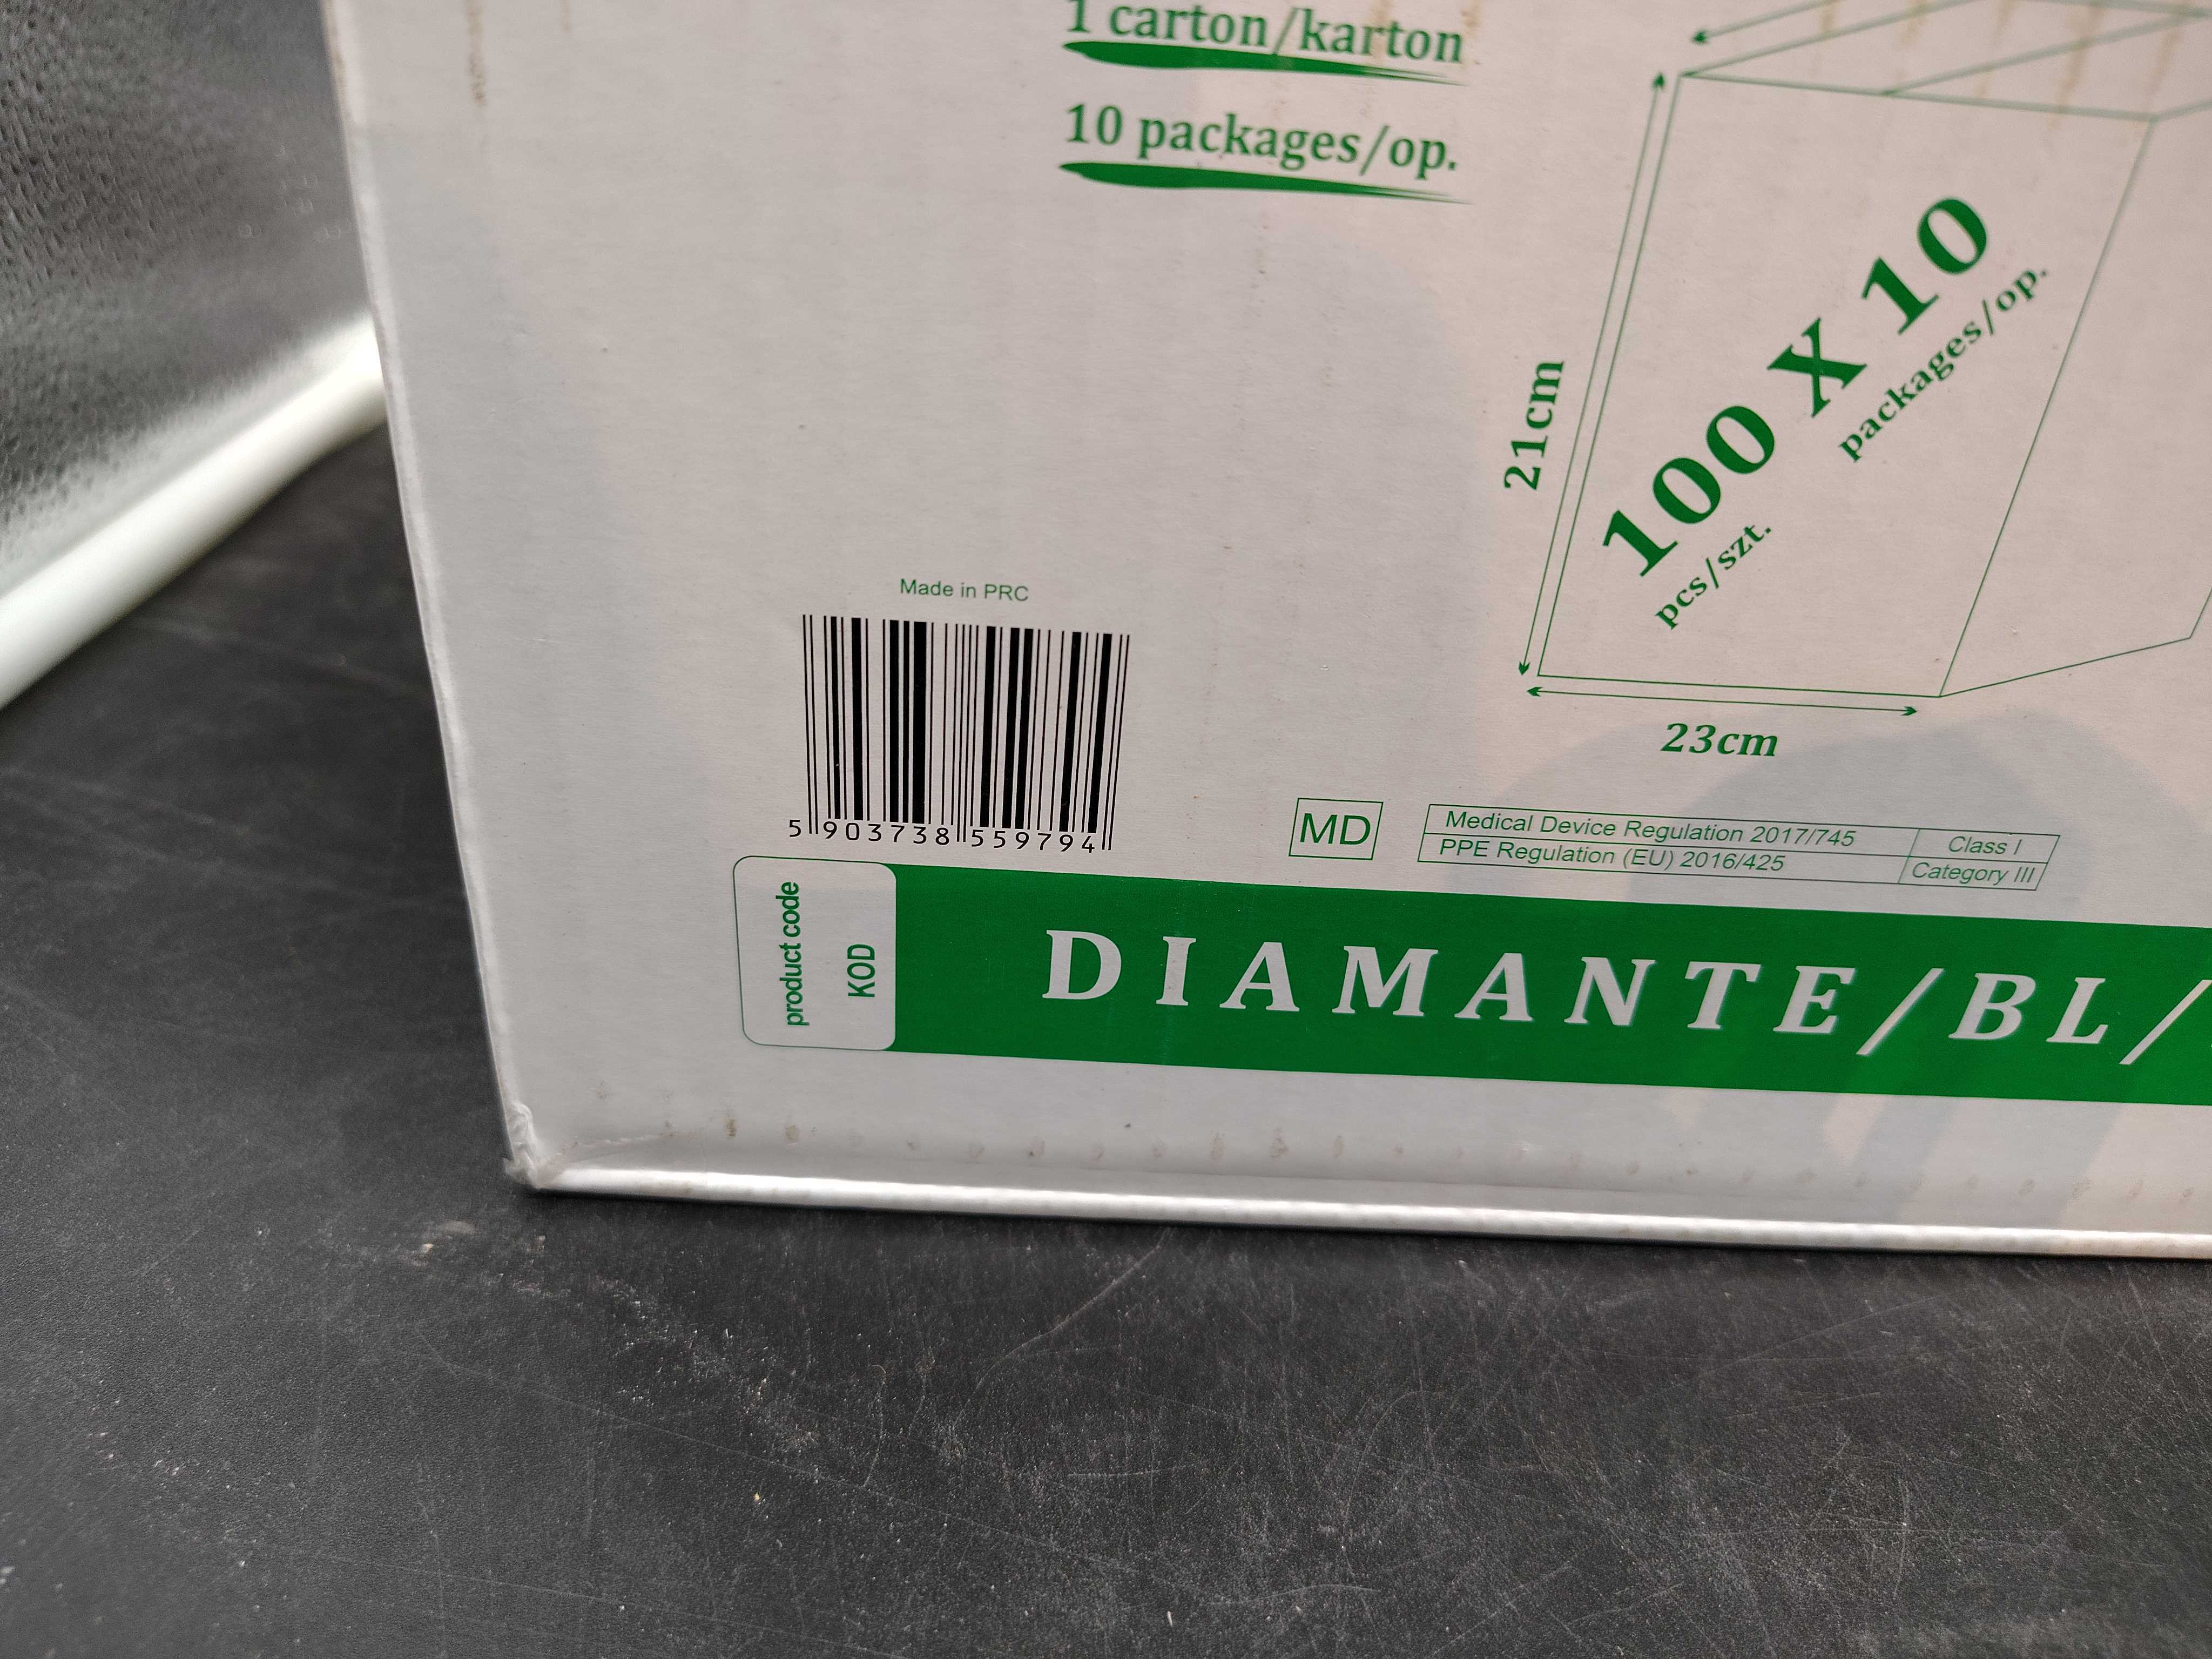 1 carton/karton
10 packages/op.
100 X 10
pcs/szt.
packages/op.
21cm
23cm
Made in PRC
5 903738 559794
MD
Medical Device Regulation 2017/745 Class I
PPE Regulation (EU) 2016/425 Category III
product code
KOD
DIAMANTE/BL/